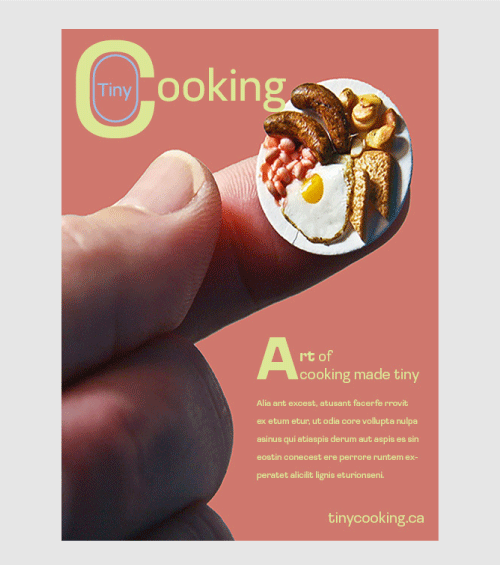 Tiny Cooking
Art of
cooking made tiny
Alia ant excest, atusant facerfe rrovit
ex etum etur, ut odia core vollupta nulpa
asinus qui atiaspis derum aut aspis es sin
eostin conecest ere perrore runtem ex-
peratet alicilit lignis eturionseni.
tinycooking.ca